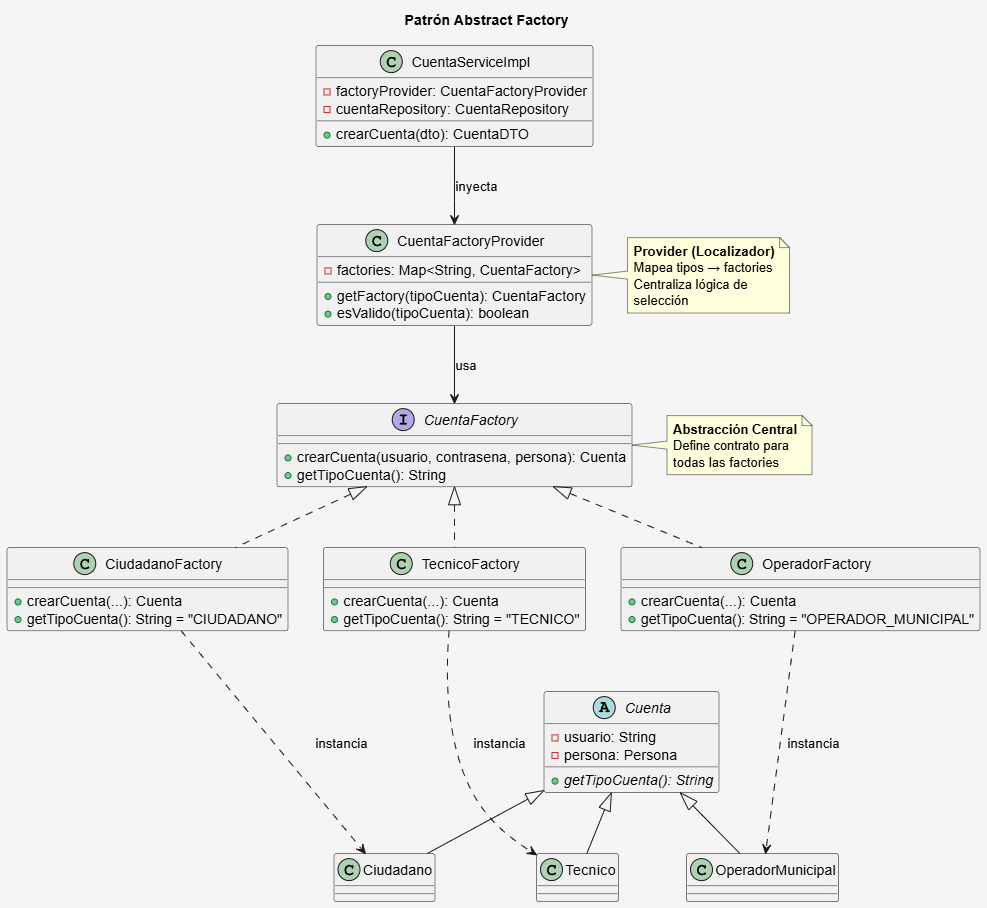 Patrón Abstract Factory
C CuentaServiceImpl
factoryProvider: CuentaFactoryProvider
cuentaRepository: CuentaRepository
crearCuenta(dto): CuentaDTO
inyecta
C CuentaFactoryProvider
factories: Map<String, CuentaFactory>
getFactory(tipoCuenta): CuentaFactory
esValido(tipoCuenta): boolean
Provider (Localizador)
Mapea tipos → factories
Centraliza lógica de
selección
usa
I CuentaFactory
crearCuenta(usuario, contrasena, persona): Cuenta
getTipoCuenta(): String
Abstracción Central
Define contrato para
todas las factories
C CiudadanoFactory
crearCuenta(...): Cuenta
getTipoCuenta(): String = "CIUDADANO"
C TecnicoFactory
crearCuenta(...): Cuenta
getTipoCuenta(): String = "TECNICO"
C OperadorFactory
crearCuenta(...): Cuenta
getTipoCuenta(): String = "OPERADOR_MUNICIPAL"
A Cuenta
usuario: String
persona: Persona
getTipoCuenta(): String
instancia
instancia
instancia
C Ciudadano
C Tecnico
C OperadorMunicipal